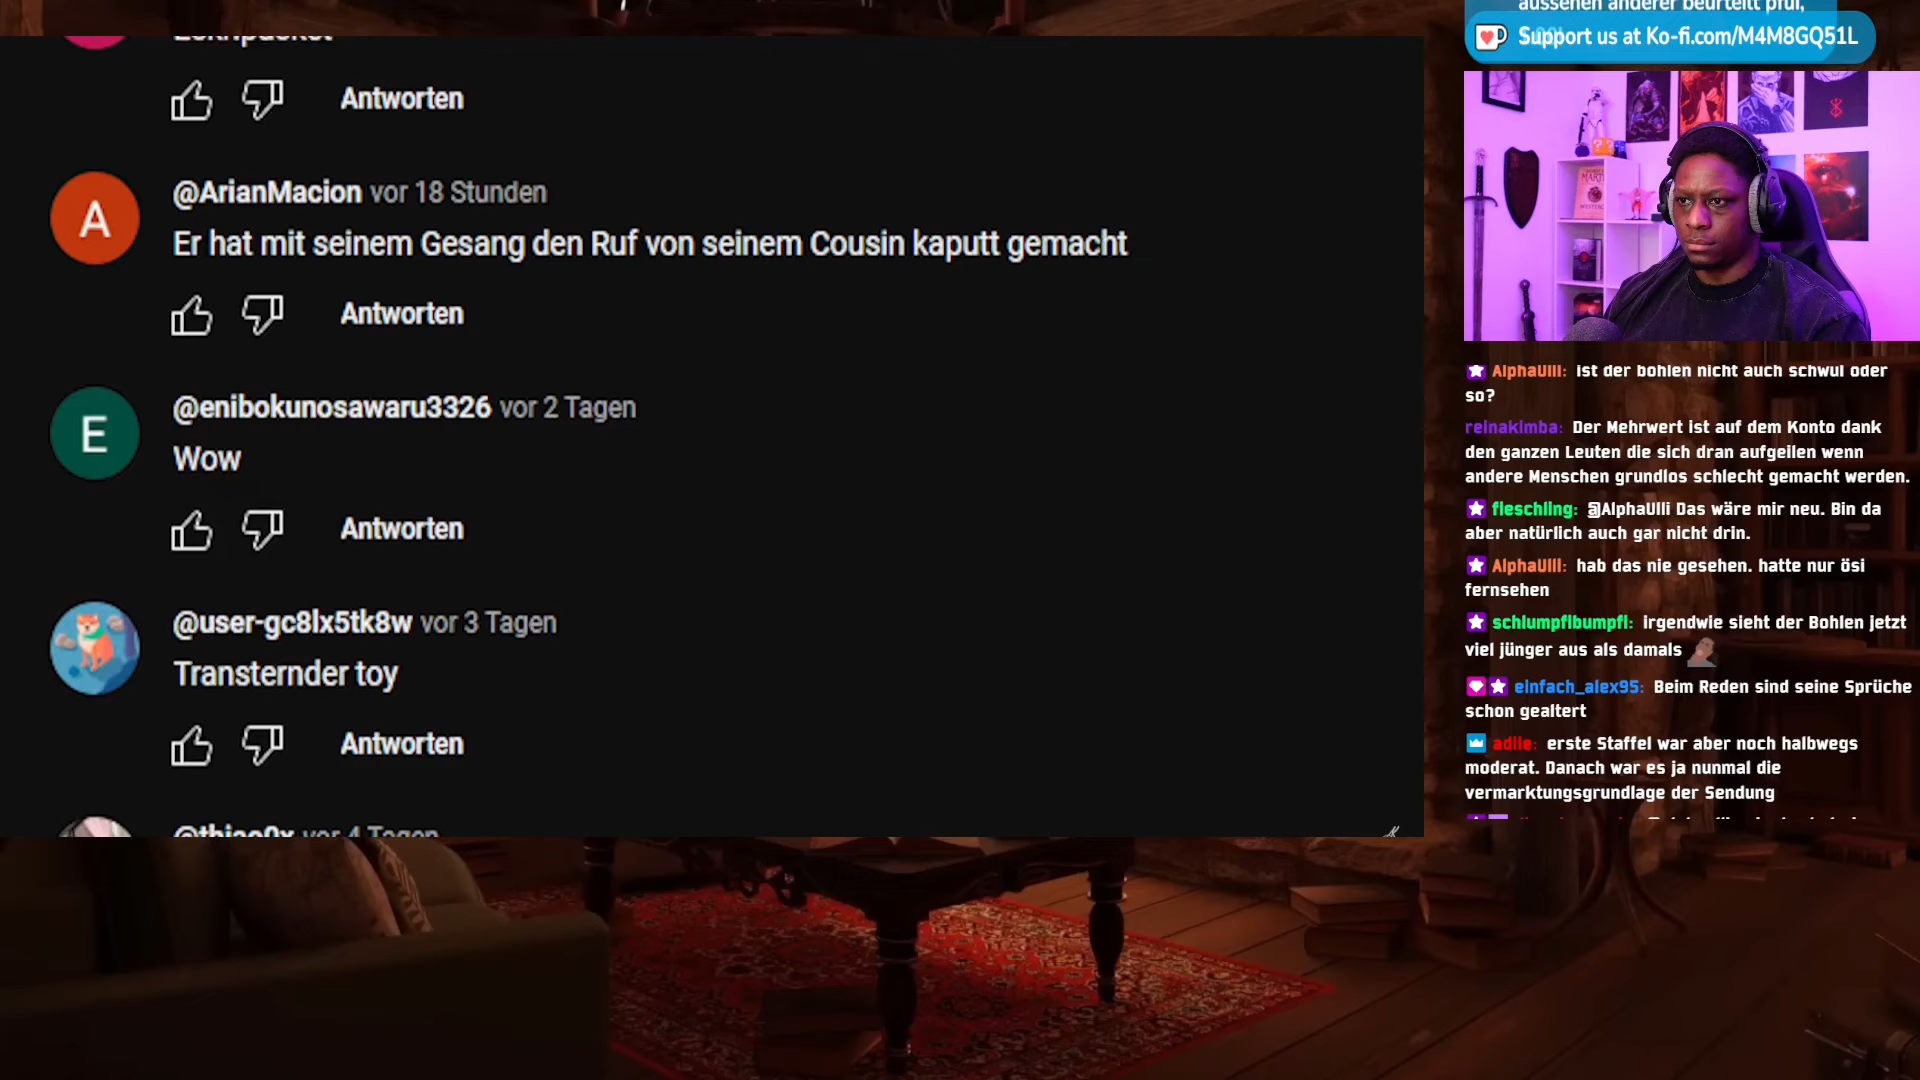 Antworten
@ArianMacion vor 18 Stunden
Er hat mit seinem Gesang den Ruf von seinem Cousin kaputt gemacht
Antworten
@enibokunosawaru3326 vor 2 Tagen
Wow
Antworten
@user-gc8lx5tk8w vor 3 Tagen
Transternder toy
Antworten
aussehen anderer beurteilt pfui,
Support us at Ko-fi.com/M4M8GQ51L
AlphaUlli: ist der bohlen nicht auch schwul oder
so?
reinakimba: Der Mehrwert ist auf dem Konto dank
den ganzen Leuten die sich dran aufgeilen wenn
andere Menschen grundlos schlecht gemacht werden.
fleschling: @AlphaUlli Das wäre mir neu. Bin da
aber natürlich auch gar nicht drin.
AlphaUlli: hab das nie gesehen. hatte nur ösi
fernsehen
schlumpfibumpfi: irgendwie sieht der Bohlen jetzt
viel jünger aus als damals
einfach_alex95: Beim Reden sind seine Sprüche
schon gealtert
adile: erste Staffel war aber noch halbwegs
moderat. Danach war es ja nunmal die
vermarktungsgrundlage der Sendung